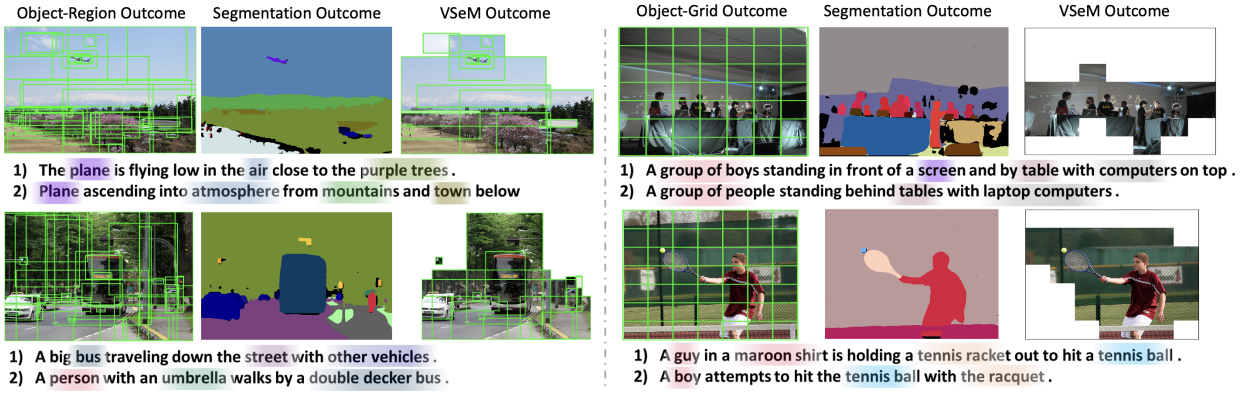 Object-Region Outcome
Segmentation Outcome
VSeM Outcome
1) The plane is flying low in the air close to the purple trees .
2) Plane ascending into atmosphere from mountains and town below
1) A big bus traveling down the street with other vehicles .
2) A person with an umbrella walks by a double decker bus .
Object-Grid Outcome
Segmentation Outcome
VSeM Outcome
1) A group of boys standing in front of a screen and by table with computers on top .
2) A group of people standing behind tables with laptop computers .
1) A guy in a maroon shirt is holding a tennis racket out to hit a tennis ball .
2) A boy attempts to hit the tennis ball with the racquet .